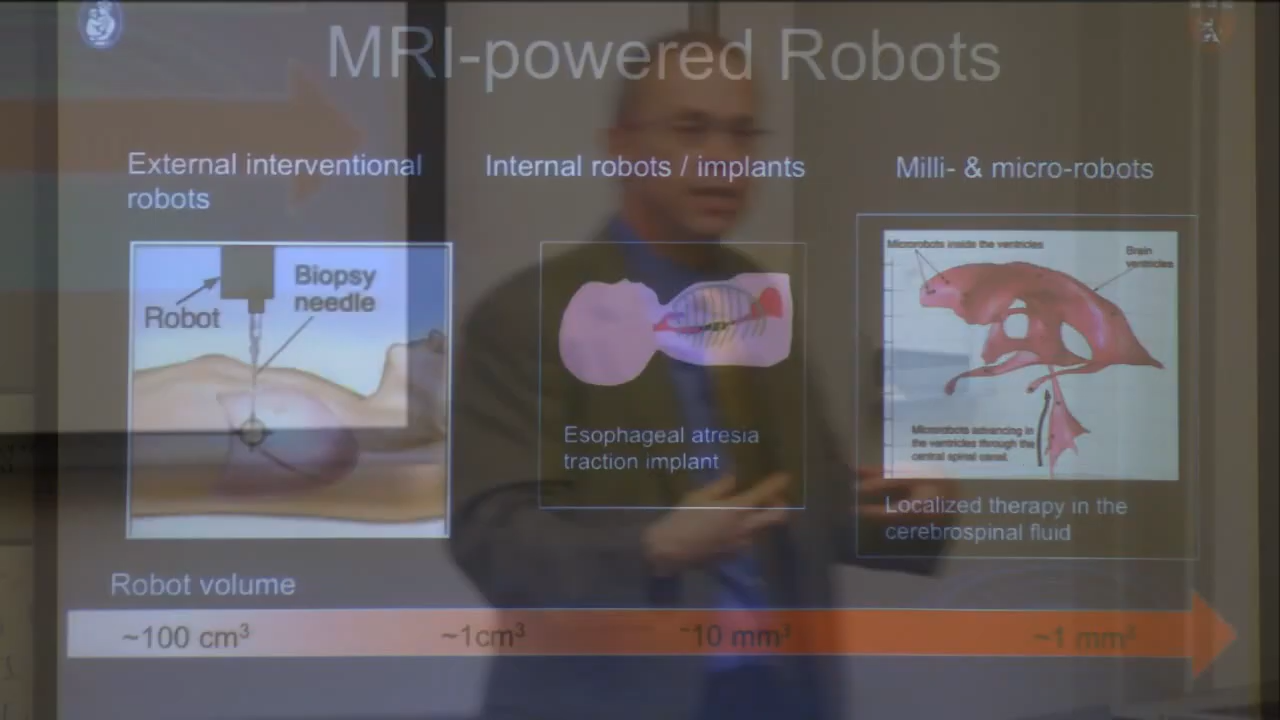 MRI-powered Robots
External interventional
robots
Internal robots / implants
Milli- & micro-robots
Robot
Biopsy
needle
Esophageal atresia
traction implant
Microrobots inside the ventricles
Brain
ventricles
Microrobots advancing in
the ventricles through the
central spinal canal.
Localized therapy in the
cerebrospinal fluid
Robot volume
~100 cm³
~1cm³
~10 mm³
~1 mm³